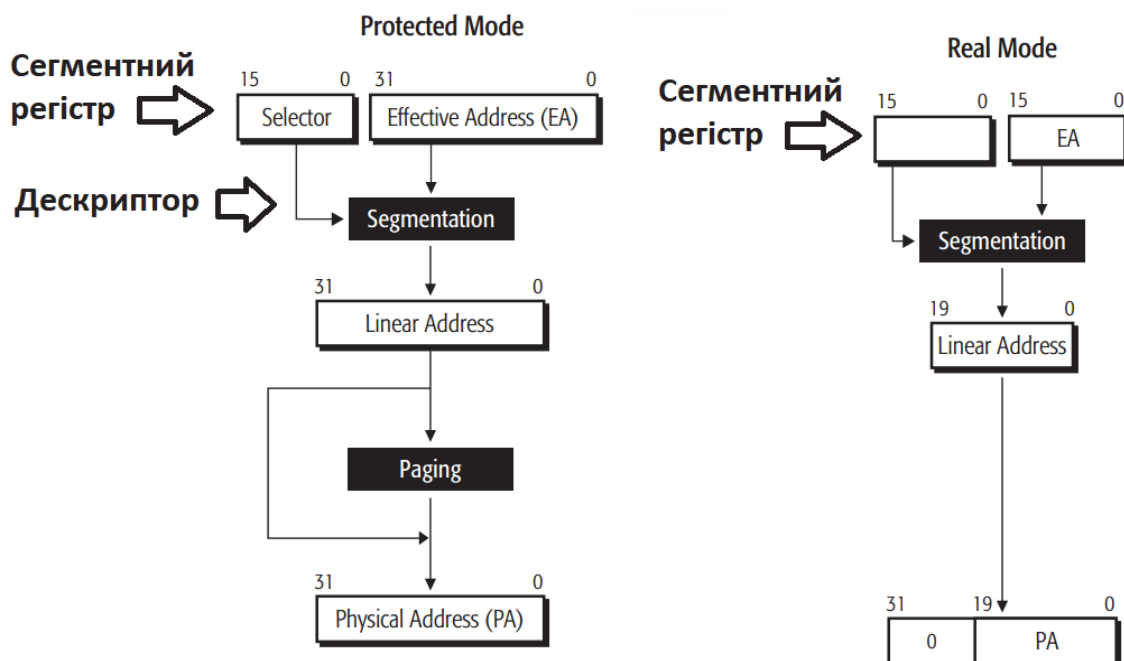 Protected Mode
Сегментний
регістр
15 0 31 0
Selector Effective Address (EA)
Дескриптор
Segmentation
31 0
Linear Address
Paging
31 0
Physical Address (PA)
Real Mode
Сегментний
регістр
15 0 15 0
EA
Segmentation
19 0
Linear Address
31 19 0
0 PA